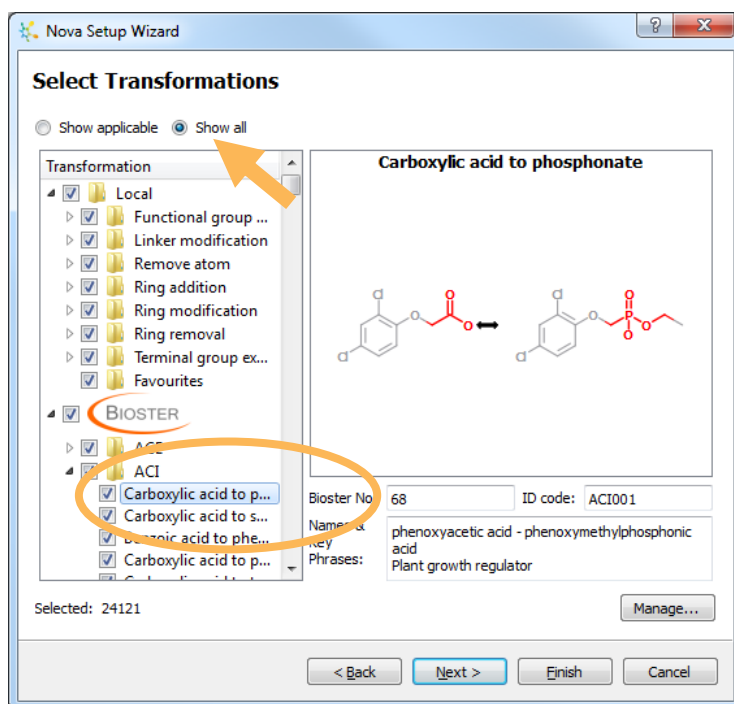 Nova Setup Wizard
Select Transformations
Show applicable Show all
Transformation
Local
Functional group ...
Linker modification
Remove atom
Ring addition
Ring modification
Ring removal
Terminal group ex...
Favourites
BIOSTER
ACI
Carboxylic acid to p...
Carboxylic acid to s...
Benzoic acid to phe...
Carboxylic acid to p...
Carboxylic acid to phosphonate
Cl O O O Cl
Cl O O P O O Cl
Bioster No 68 ID code: ACI001
Names & Key Phrases:
phenoxyacetic acid - phenoxymethylphosphonic
acid
Plant growth regulator
Selected: 24121
Manage...
< Back Next > Finish Cancel